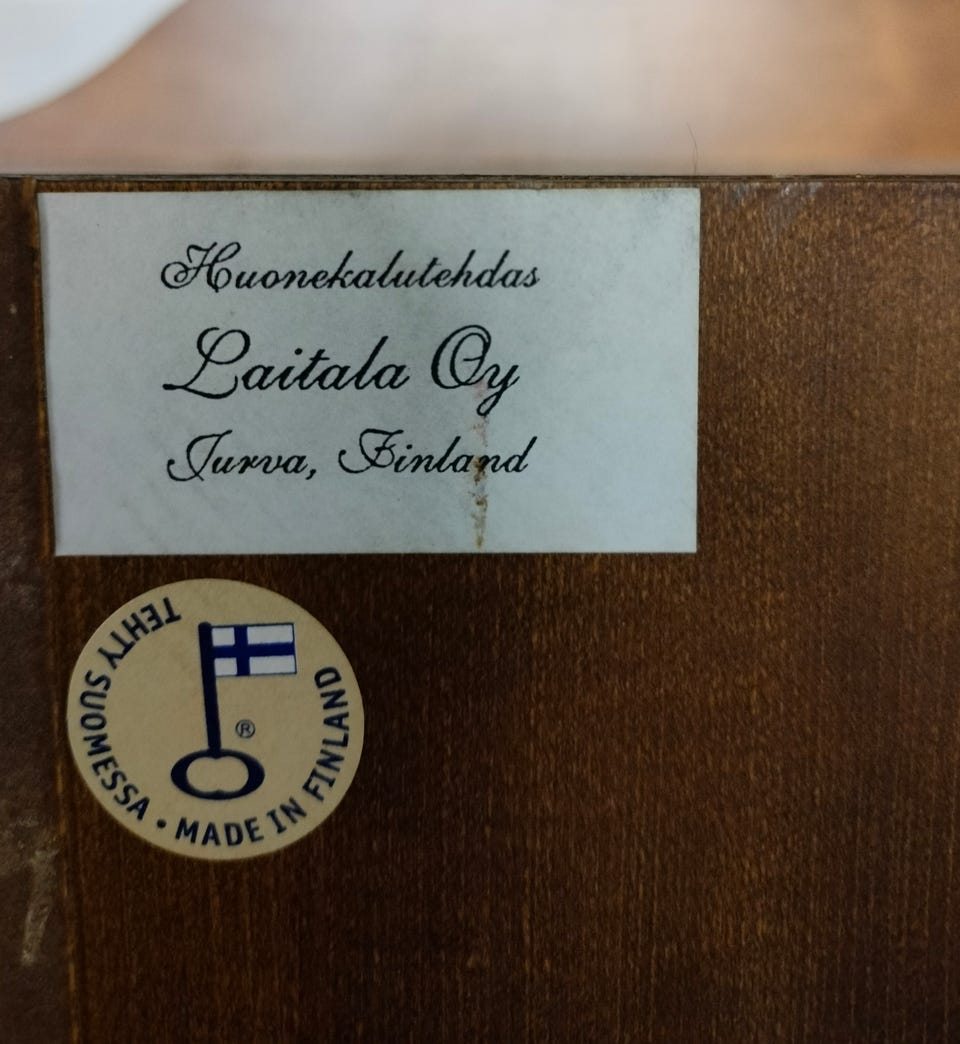 Huonekalutehdas
Laitala Oy
Jurva, Finland
TEHTY SUOMESSA • MADE IN FINLAND
®